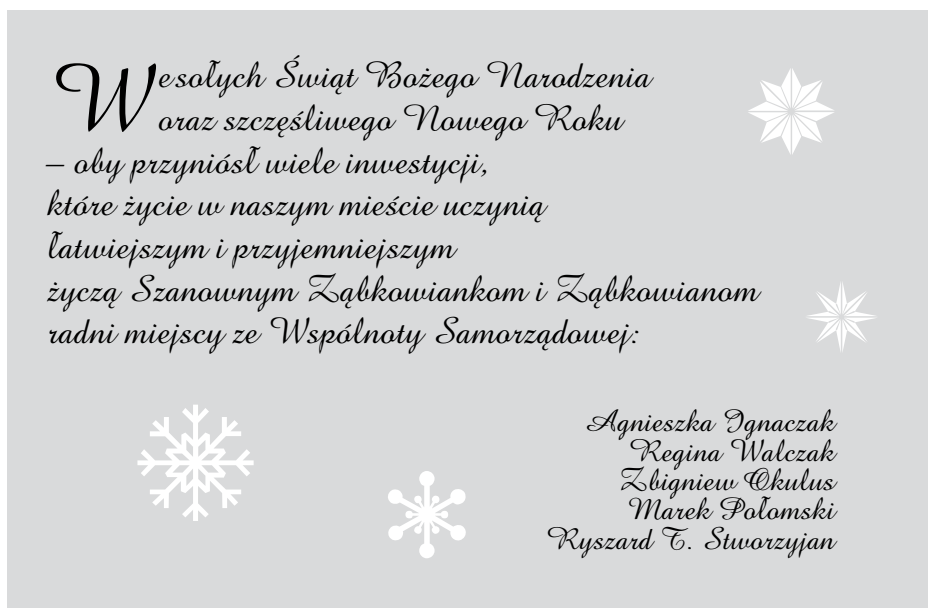 Wesołych Świąt Bożego Narodzenia
oraz szczęśliwego Nowego Roku
– oby przyniósł wiele inwestycji,
które życie w naszym mieście uczynią
łatwiejszym i przyjemniejszym
życzą Szanownym Ząbkowiankom i Ząbkowianom
radni miejscy ze Wspólnoty Samorządowej:
Agnieszka Ignaczak
Regina Walczak
Zbigniew Okulus
Marek Połomski
Ryszard T. Stworzyjan